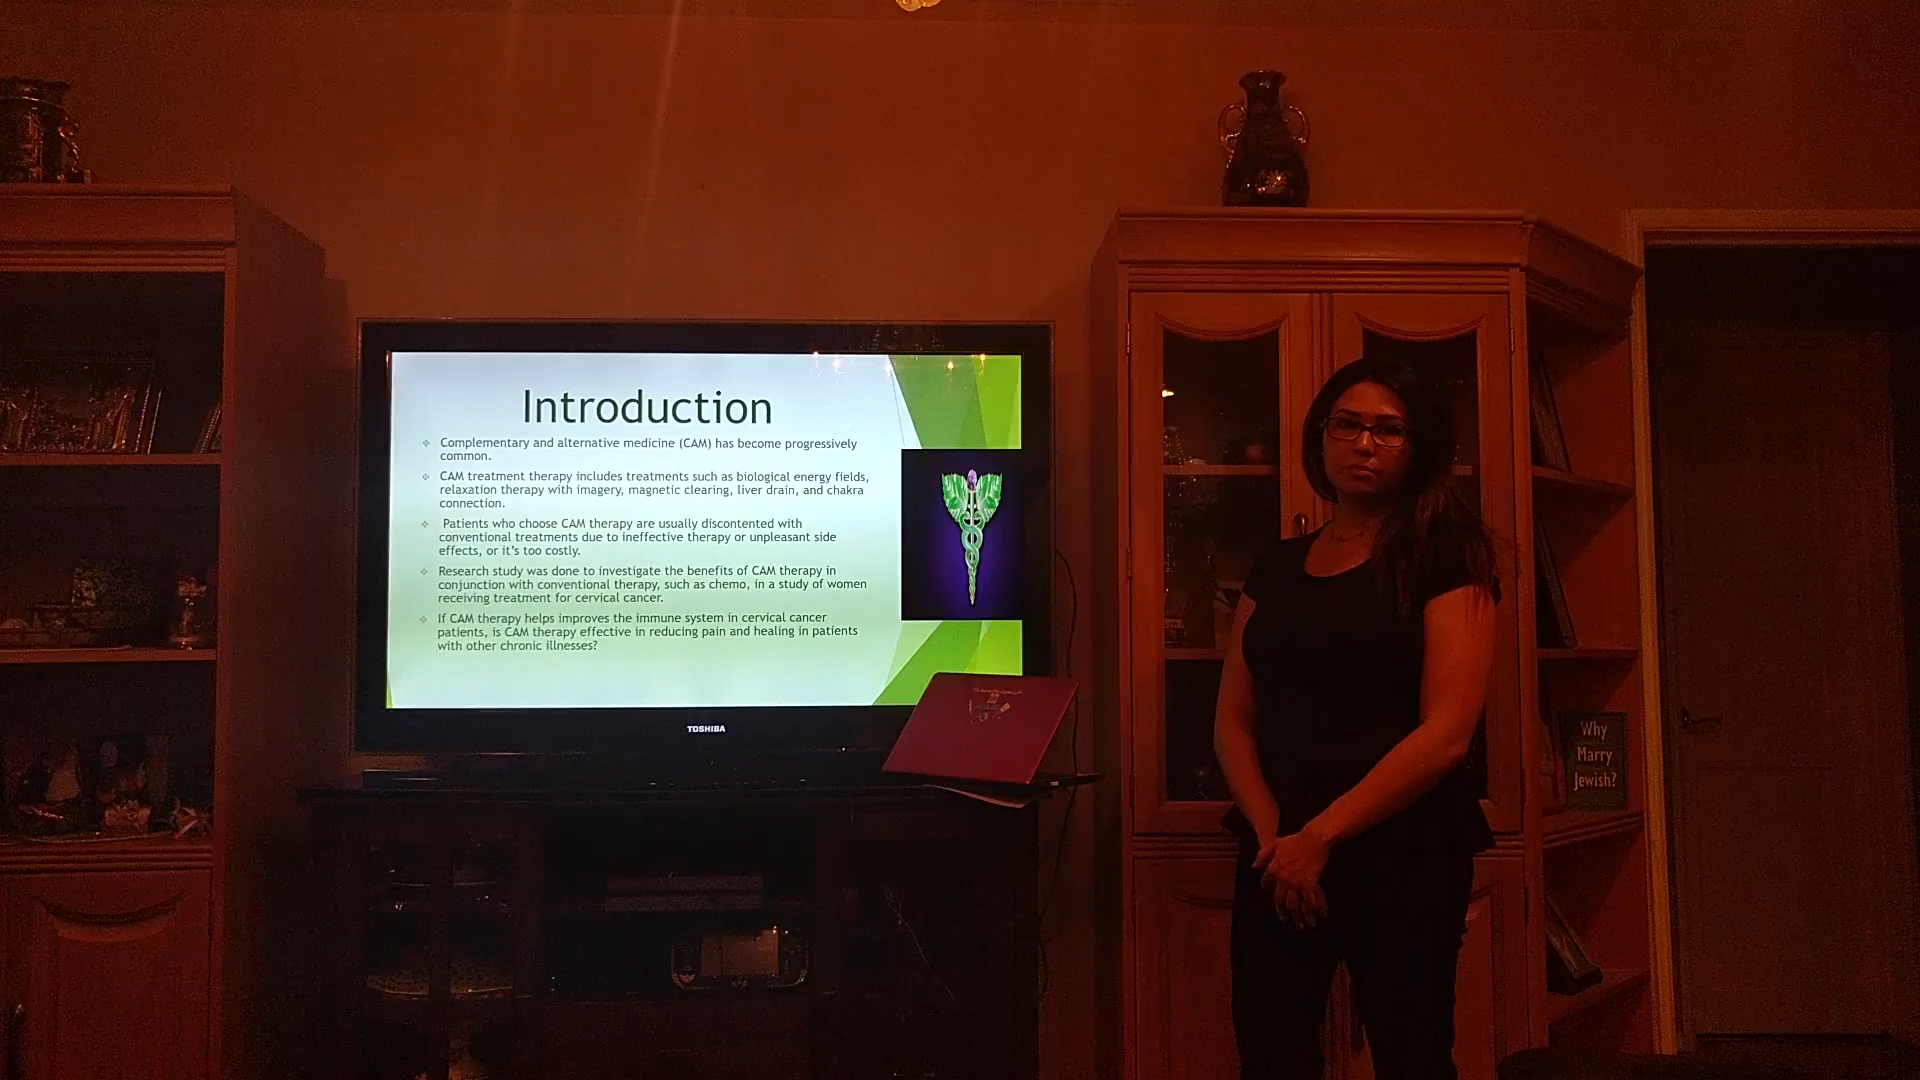 Introduction
Complementary and alternative medicine (CAM) has become progressively
common.
CAM treatment therapy includes treatments such as biological energy fields,
relaxation therapy with imagery, magnetic clearing, liver drain, and chakra
connection.
Patients who choose CAM therapy are usually discontented with
conventional treatments due to ineffective therapy or unpleasant side
effects, or it's too costly.
Research study was done to investigate the benefits of CAM therapy in
conjunction with conventional therapy, such as chemo, in a study of women
receiving treatment for cervical cancer.
If CAM therapy helps improves the immune system in cervical cancer
patients, is CAM therapy effective in reducing pain and healing in patients
with other chronic illnesses?
TOSHIBA
Why
Marry
Jewish?